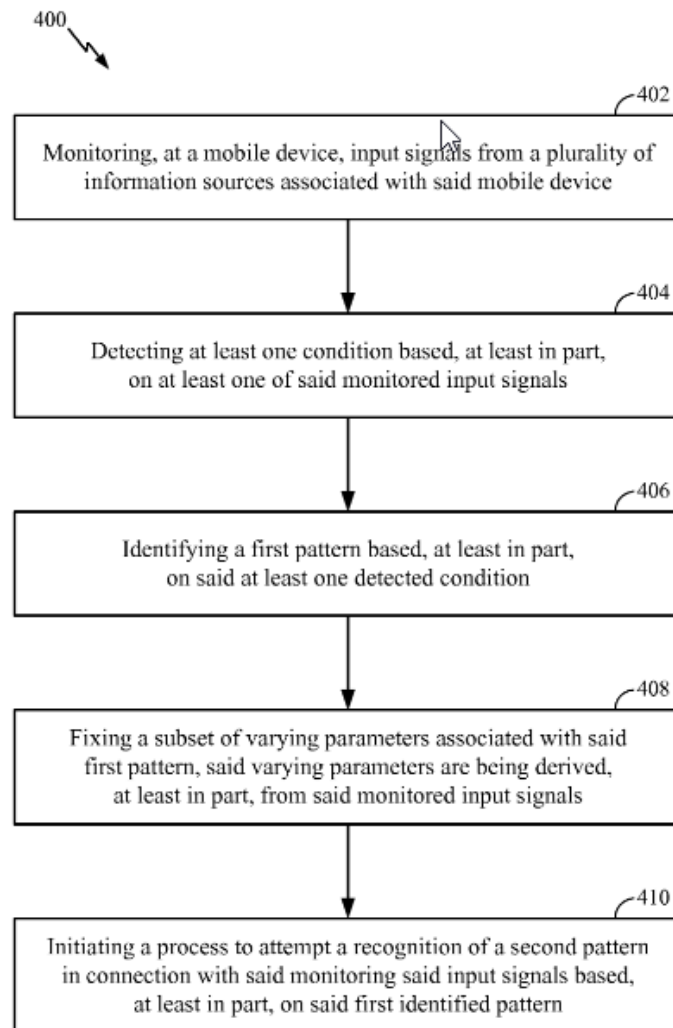 400
402
Monitoring, at a mobile device, input signals from a plurality of
information sources associated with said mobile device
404
Detecting at least one condition based, at least in part,
on at least one of said monitored input signals
406
Identifying a first pattern based, at least in part,
on said at least one detected condition
408
Fixing a subset of varying parameters associated with said
first pattern, said varying parameters are being derived,
at least in part, from said monitored input signals
410
Initiating a process to attempt a recognition of a second pattern
in connection with said monitoring said input signals based,
at least in part, on said first identified pattern